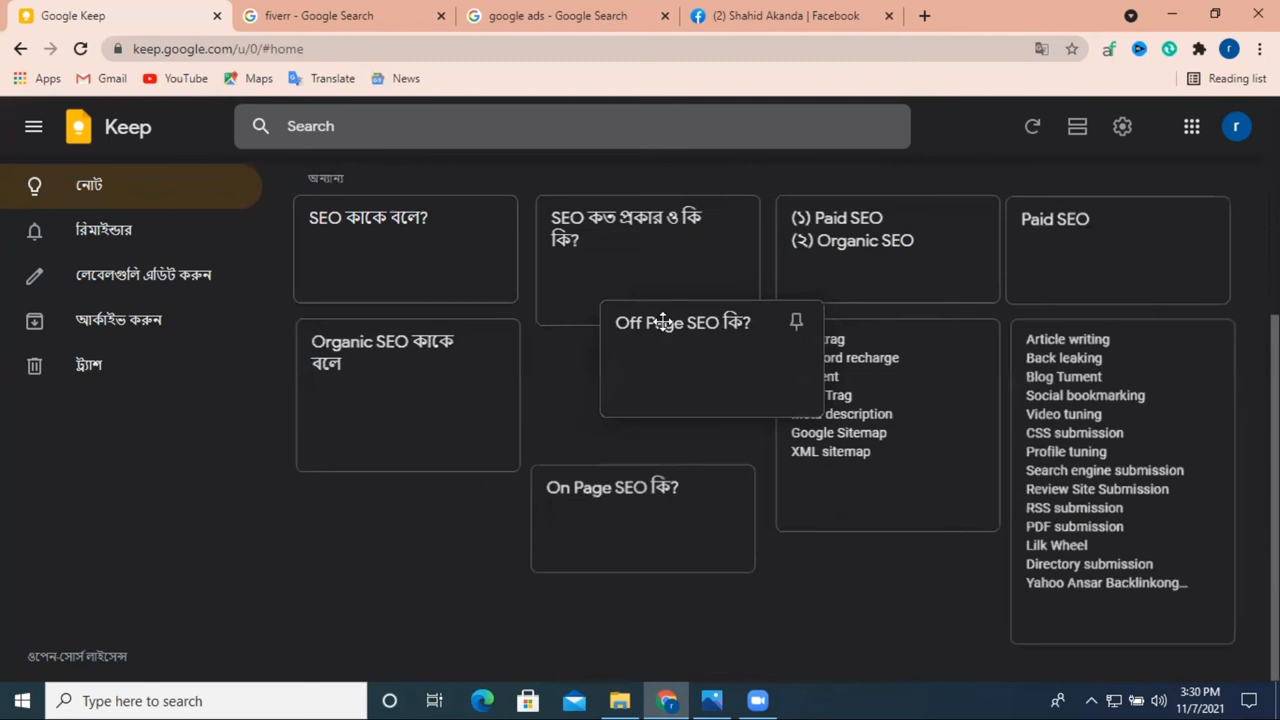 Google Keep
fiverr - Google Search
google ads - Google Search
(2) Shahid Akanda | Facebook
keep.google.com/u/0/#home
Apps
Gmail
YouTube
Maps
Translate
News
Reading list
Keep
Search
r
নোট
রিমাইন্ডার
লেবেলগুলি এডিট করুন
আর্কাইভ করুন
ট্র্যাশ
ওপেন-সোর্স লাইসেন্স
অন্যান্য
SEO কাকে বলে?
SEO কত প্রকার ও কি
কি?
(১) Paid SEO
(২) Organic SEO
Paid SEO
Organic SEO কাকে
বলে
Off Page SEO কি?
On Page SEO কি?
description
Google Sitemap
XML sitemap
Article writing
Back leaking
Blog Tument
Social bookmarking
Video tuning
CSS submission
Profile tuning
Search engine submission
Review Site Submission
RSS submission
PDF submission
Lilk Wheel
Directory submission
Yahoo Ansar Backlinkong...
Type here to search
3:30 PM
11/7/2021